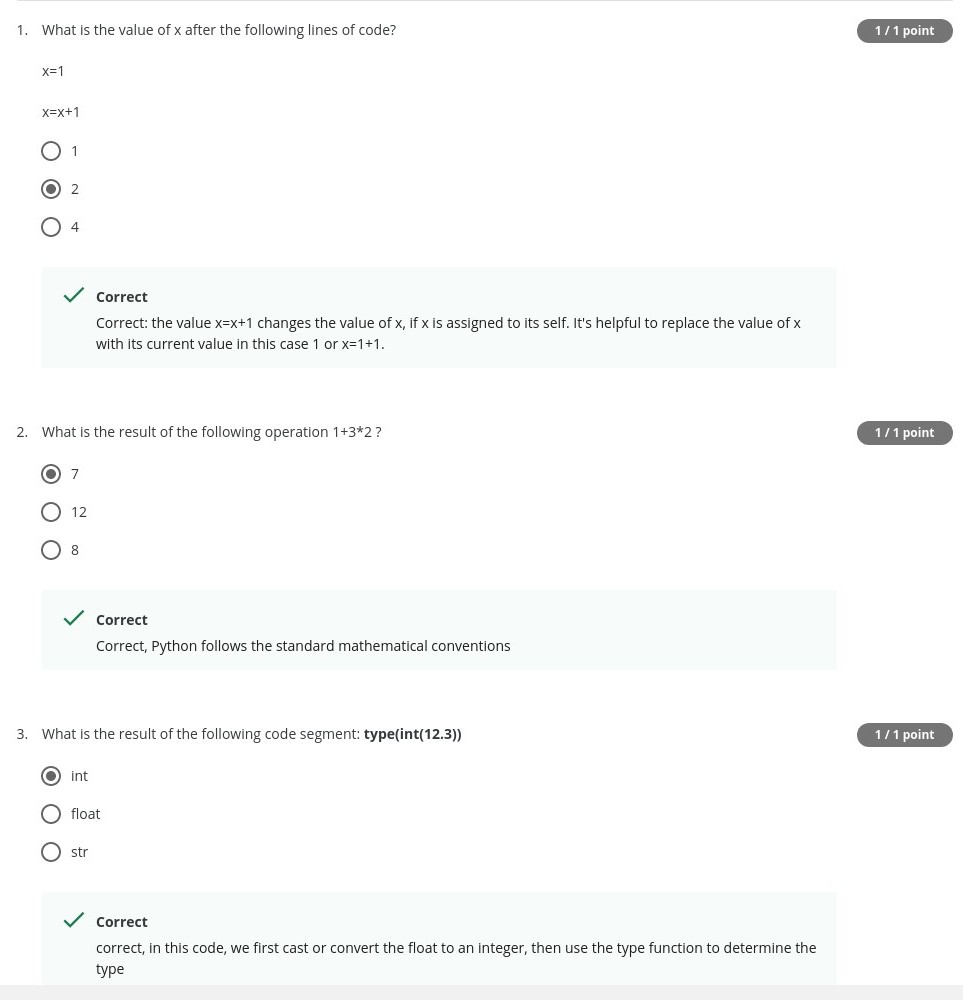 1. What is the value of x after the following lines of code?
1 / 1 point
x=1
x=x+1
1
2
4
Correct
Correct: the value x=x+1 changes the value of x, if x is assigned to its self. It's helpful to replace the value of x
with its current value in this case 1 or x=1+1.
2. What is the result of the following operation 1+3*2 ?
1 / 1 point
7
12
8
Correct
Correct, Python follows the standard mathematical conventions
3. What is the result of the following code segment: type(int(12.3))
1 / 1 point
int
float
str
Correct
correct, in this code, we first cast or convert the float to an integer, then use the type function to determine the
type